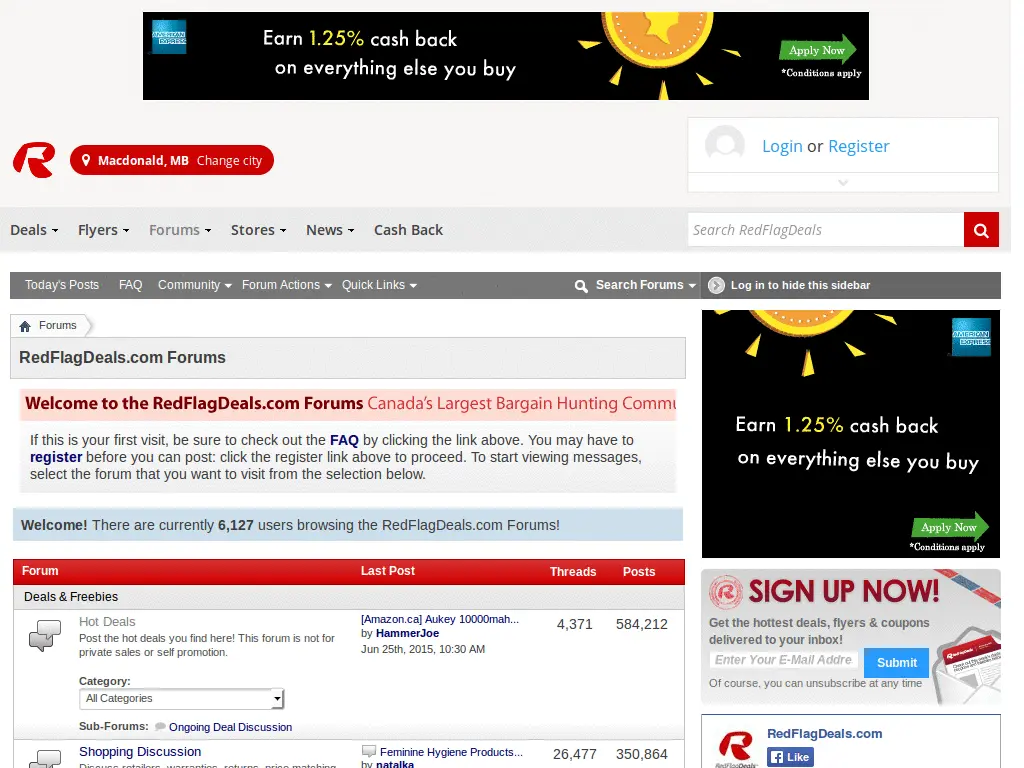 AMERICAN EXPRESS
Earn 1.25% cash back
on everything else you buy
Apply Now
*Conditions apply
Macdonald, MB Change city
Login or Register
Deals Flyers Forums Stores News Cash Back
Search RedFlagDeals
Today's Posts FAQ Community Forum Actions Quick Links Search Forums Log in to hide this sidebar
Forums
RedFlagDeals.com Forums
Welcome to the RedFlagDeals.com Forums Canada's Largest Bargain Hunting Commu
If this is your first visit, be sure to check out the FAQ by clicking the link above. You may have to
register before you can post: click the register link above to proceed. To start viewing messages,
select the forum that you want to visit from the selection below.
Welcome! There are currently 6,127 users browsing the RedFlagDeals.com Forums!
Forum Last Post Threads Posts
Deals & Freebies
Hot Deals
Post the hot deals you find here! This forum is not for
private sales or self promotion.
Category:
All Categories
Sub-Forums: Ongoing Deal Discussion
[Amazon.ca] Aukey 10000mah...
by HammerJoe
Jun 25th, 2015, 10:30 AM
4,371 584,212
Shopping Discussion
Discuss retailers, warranties, returns, price matching
Feminine Hygiene Products...
by natalka
26,477 350,864
AMERICAN EXPRESS
Earn 1.25% cash back
on everything else you buy
Apply Now
*Conditions apply
SIGN UP NOW!
Get the hottest deals, flyers & coupons
delivered to your inbox!
Enter Your E-Mail Addre
Submit
Of course, you can unsubscribe at any time
RedFlagDeals
RedFlagDeals.com
Like